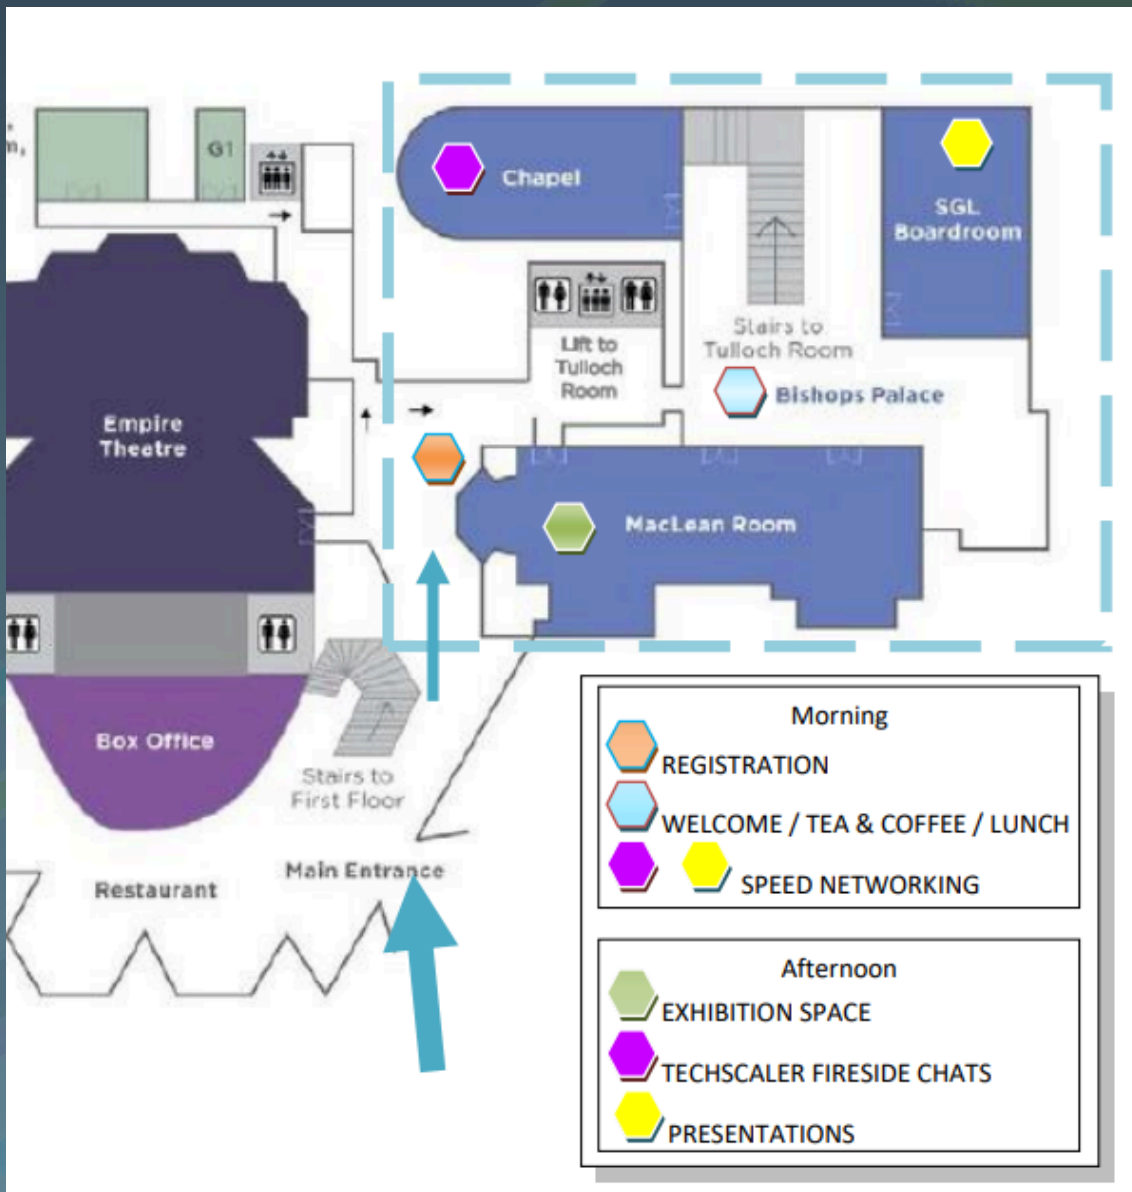 m,
G1
Chapel
SGL
Boardroom
Stairs to
Tulloch Room
Lift to
Tulloch
Room
Bishops Palace
Empire
Theatre
MacLean Room
Box Office
Stairs to
First Floor
Main Entrance
Restaurant
Morning
REGISTRATION
WELCOME / TEA & COFFEE / LUNCH
SPEED NETWORKING
Afternoon
EXHIBITION SPACE
TECHSCALER FIRESIDE CHATS
PRESENTATIONS